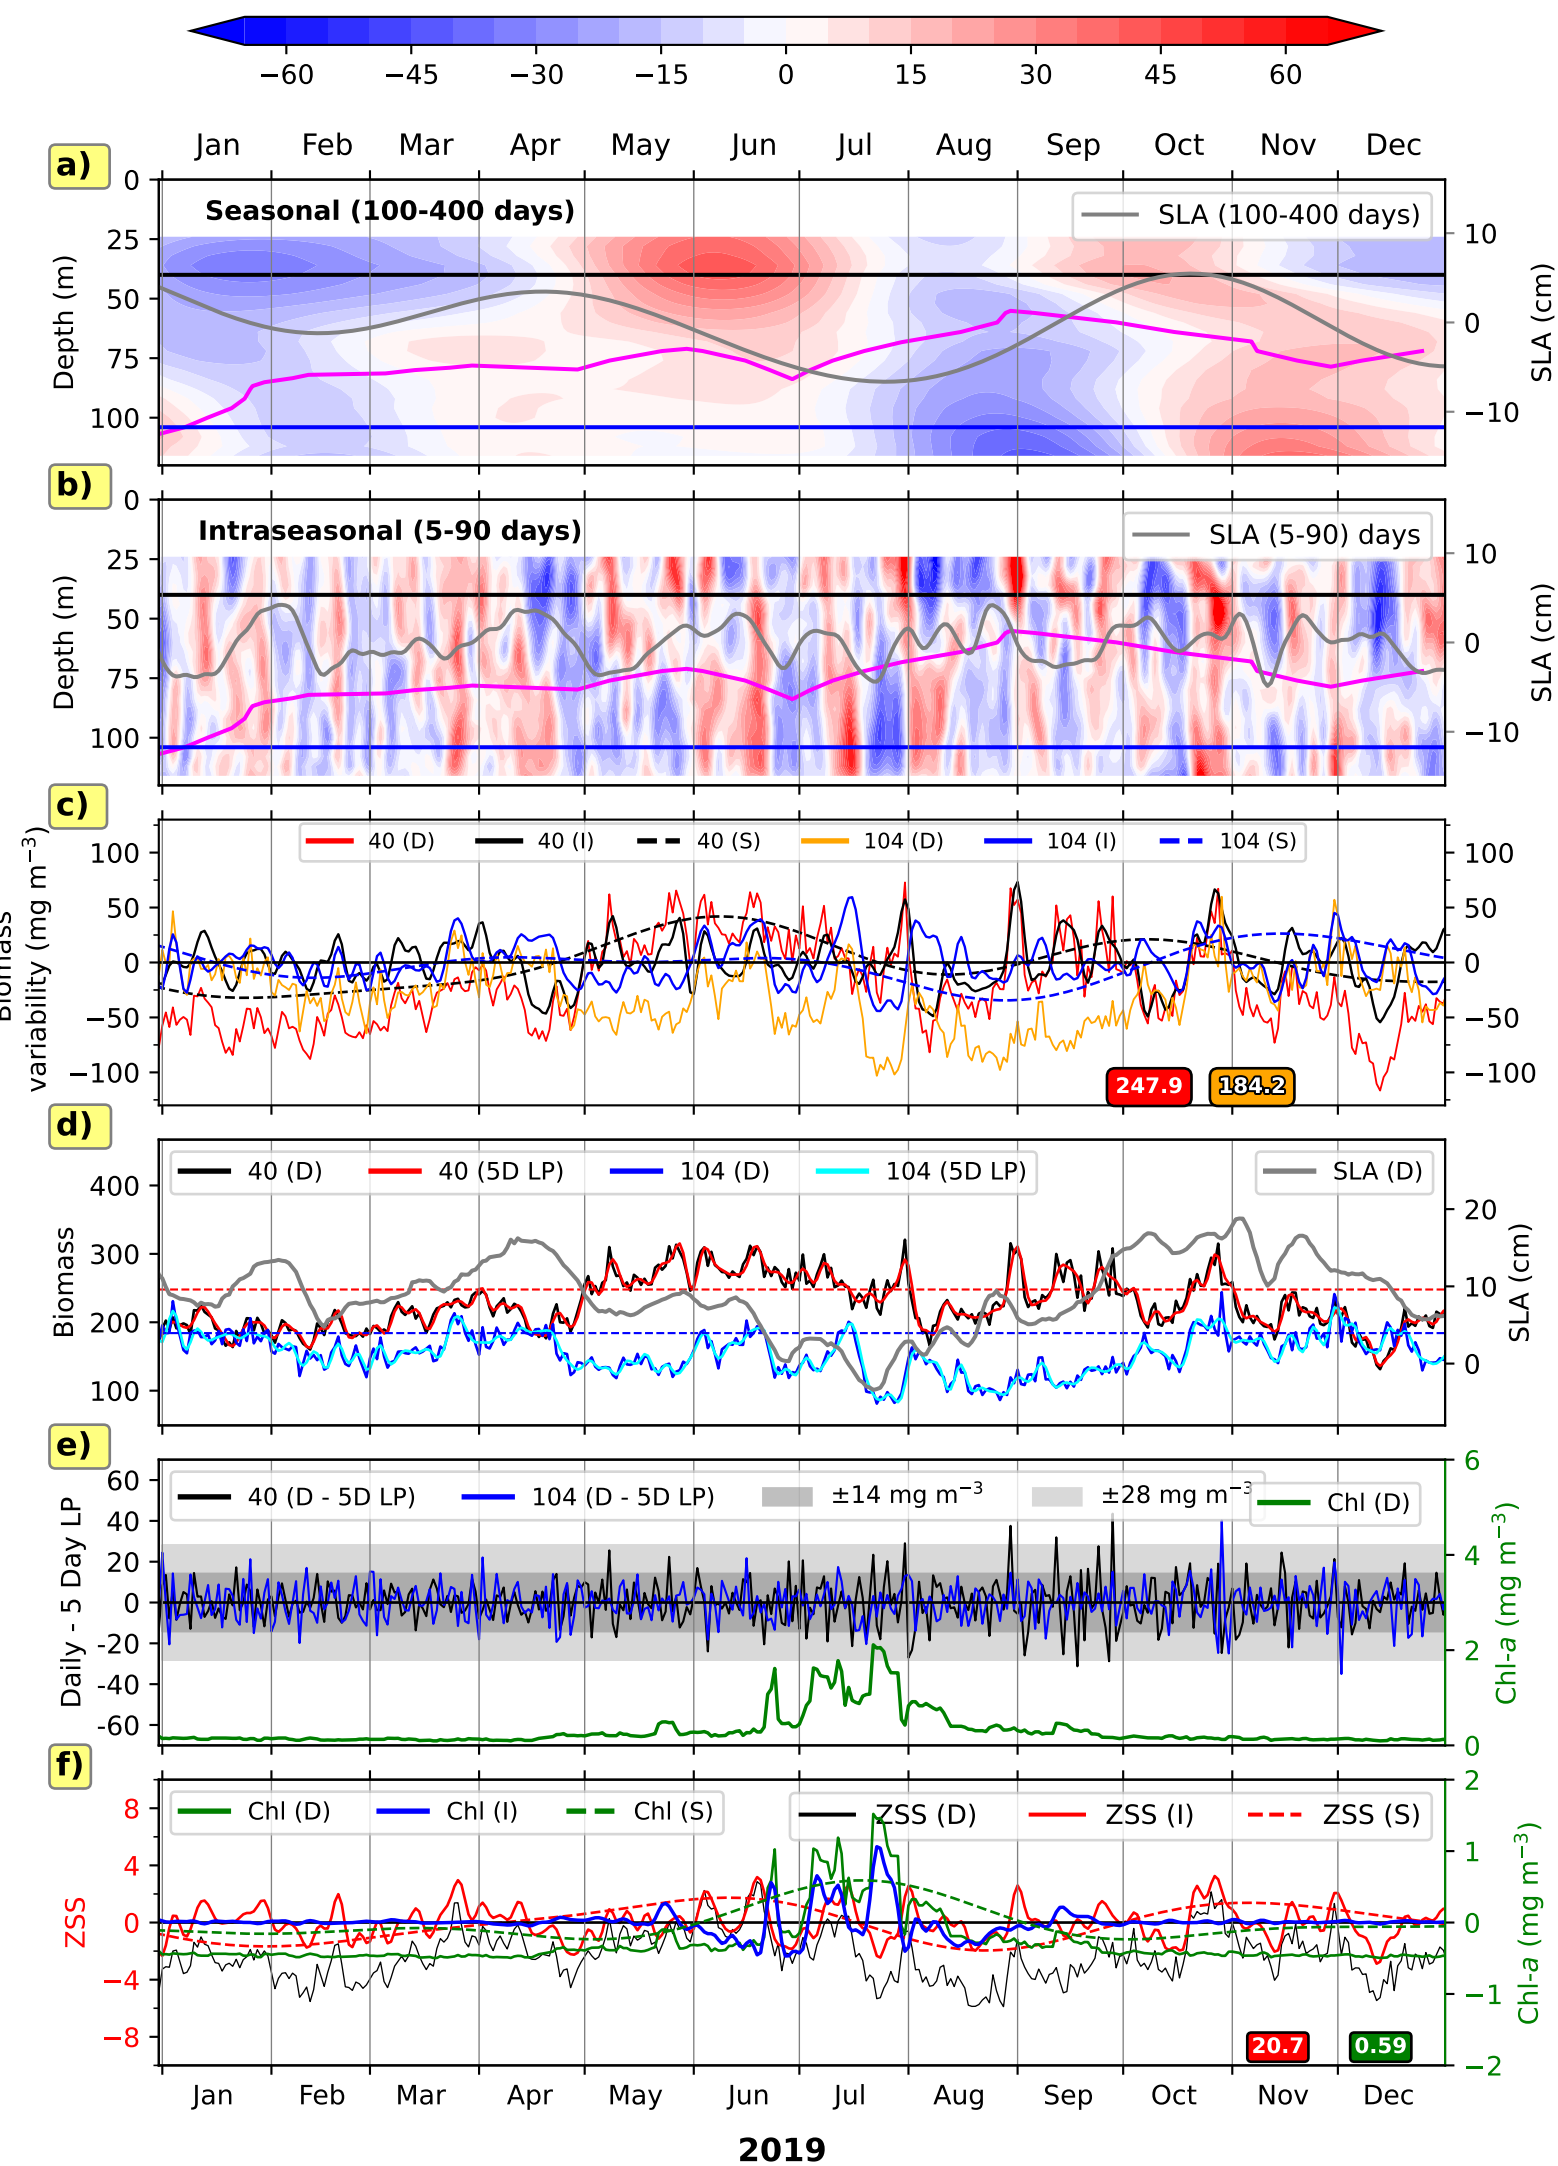 −60 −45 −30 −15 0 15 30 45 60
Jan Feb Mar Apr May Jun Jul Aug Sep Oct Nov Dec
a)
Seasonal (100-400 days)
SLA (100-400 days)
0
25
50
75
100
Depth (m)
10
0
−10
SLA (cm)
b)
Intraseasonal (5-90 days)
SLA (5-90) days
0
25
50
75
100
Depth (m)
10
0
−10
SLA (cm)
c)
40 (D) 40 (I) 40 (S) 104 (D) 104 (I) 104 (S)
100
50
0
−50
−100
Biomass
variability (mg m−3)
100
50
0
−50
−100
247.9 184.2
d)
40 (D) 40 (5D LP) 104 (D) 104 (5D LP) SLA (D)
400
300
200
100
Biomass
20
10
0
SLA (cm)
e)
40 (D - 5D LP) 104 (D - 5D LP) ±14 mg m−3 ±28 mg m−3 Chl (D)
60
40
20
0
-20
-40
-60
Daily - 5 Day LP
6
4
2
0
Chl-a (mg m−3)
f)
Chl (D) Chl (I) Chl (S) ZSS (D) ZSS (I) ZSS (S)
8
4
0
−4
−8
ZSS
2
1
0
−1
−2
Chl-a (mg m−3)
20.7 0.59
Jan Feb Mar Apr May Jun Jul Aug Sep Oct Nov Dec
2019